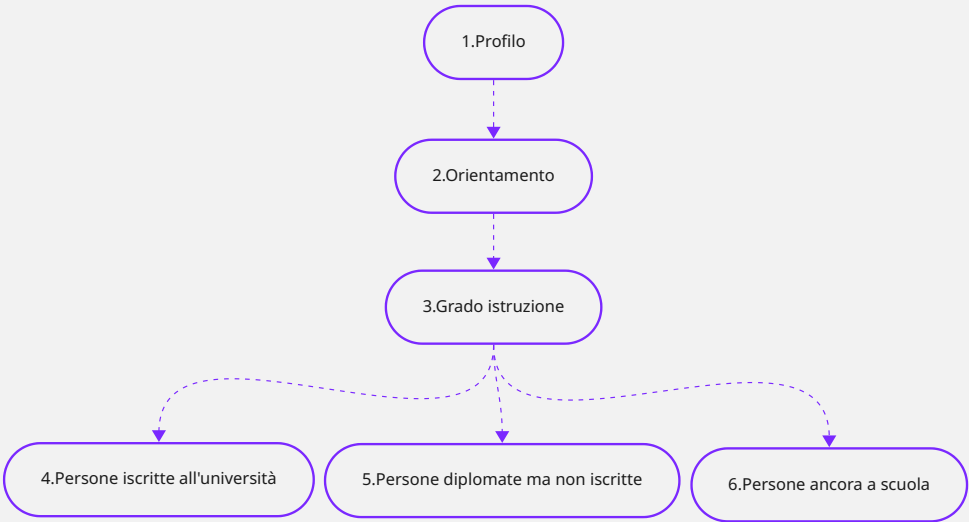 1.Profilo
2.Orientamento
3.Grado istruzione
4.Persone iscritte all'università
5.Persone diplomate ma non iscritte
6.Persone ancora a scuola